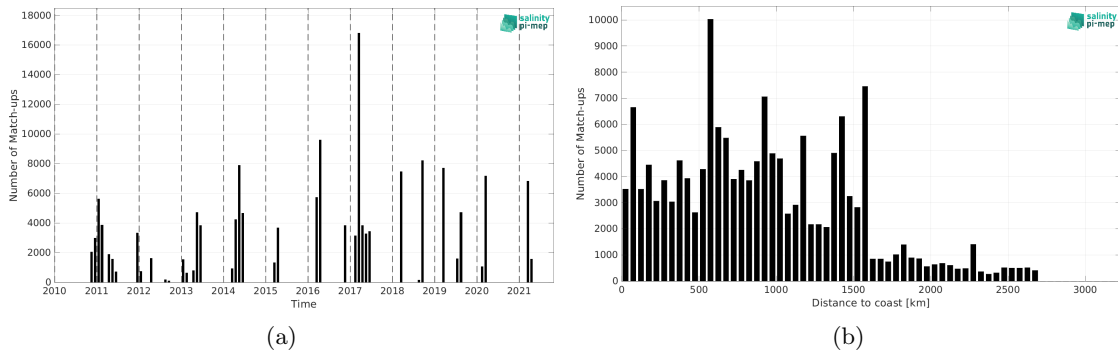 18000
16000
14000
12000
10000
8000
6000
4000
2000
0
Number of Match-ups
2010 2011 2012 2013 2014 2015 2016 2017 2018 2019 2020 2021
Time
salinity
pi-mep
(a)
10000
9000
8000
7000
6000
5000
4000
3000
2000
1000
0
Number of Match-ups
0 500 1000 1500 2000 2500 3000
Distance to coast [km]
salinity
pi-mep
(b)